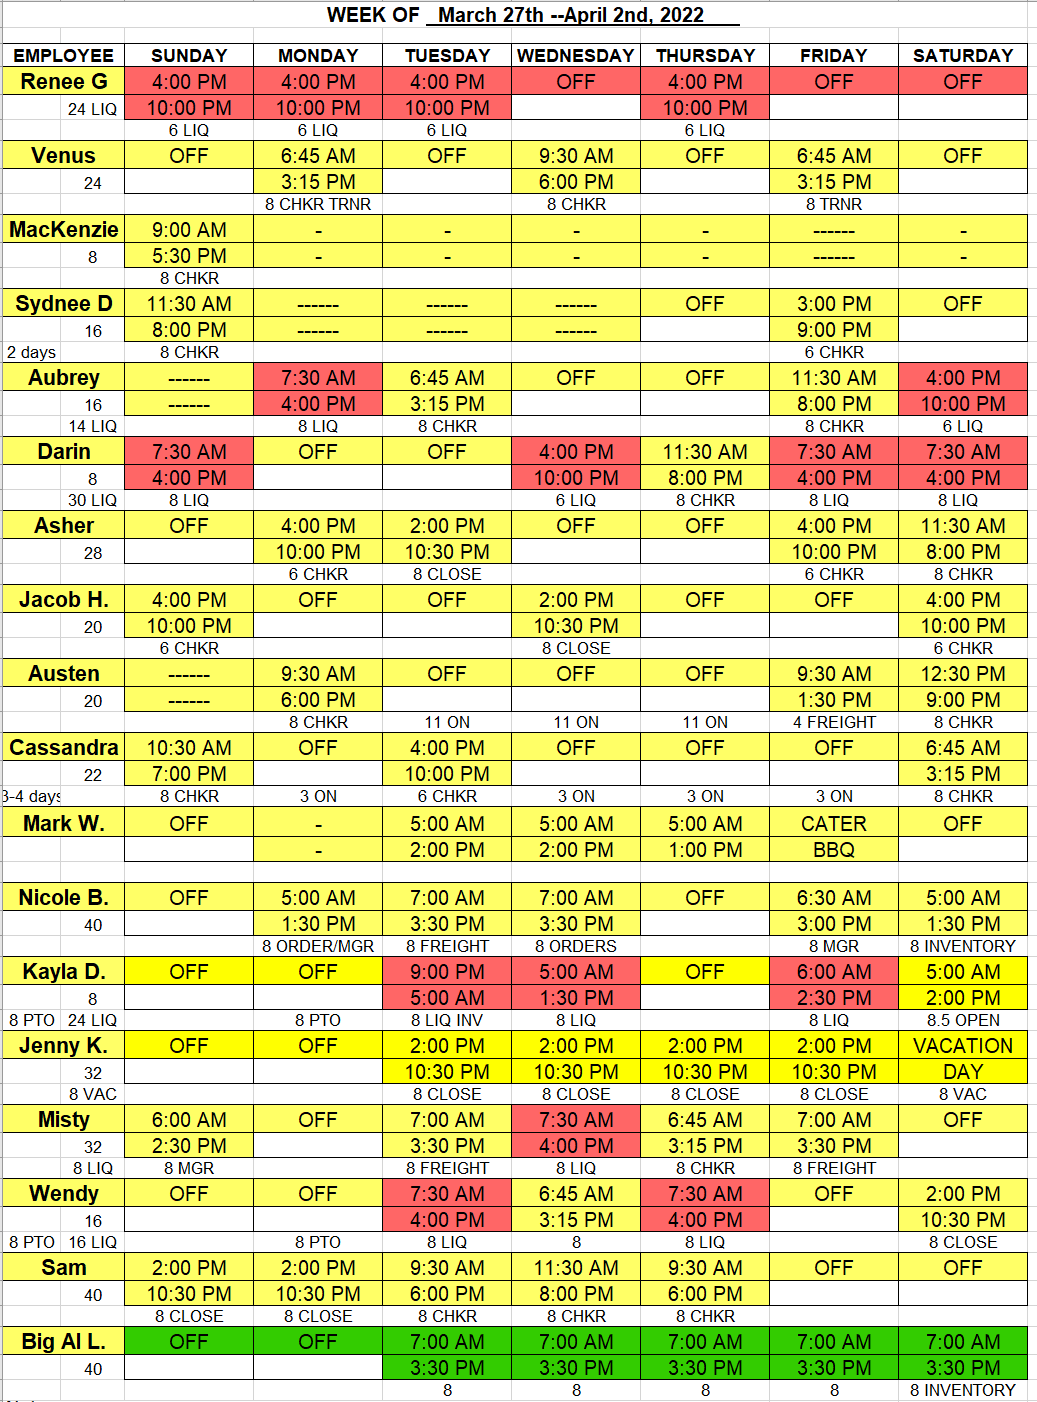 WEEK OF March 27th --April 2nd, 2022
EMPLOYEE SUNDAY MONDAY TUESDAY WEDNESDAY THURSDAY FRIDAY SATURDAY
Renee G 4:00 PM 4:00 PM 4:00 PM OFF 4:00 PM OFF OFF
24 LIQ 10:00 PM 10:00 PM 10:00 PM 10:00 PM
6 LIQ 6 LIQ 6 LIQ 6 LIQ
Venus OFF 6:45 AM OFF 9:30 AM OFF 6:45 AM OFF
24 3:15 PM 6:00 PM 3:15 PM
8 CHKR TRNR 8 CHKR 8 TRNR
MacKenzie 9:00 AM - - - - ------ -
8 5:30 PM - - - - ------ -
8 CHKR
Sydnee D 11:30 AM ------ ------ ------ OFF 3:00 PM OFF
16 8:00 PM ------ ------ ------ 9:00 PM
2 days 8 CHKR 6 CHKR
Aubrey ------ 7:30 AM 6:45 AM OFF OFF 11:30 AM 4:00 PM
16 ------ 4:00 PM 3:15 PM 8:00 PM 10:00 PM
14 LIQ 8 LIQ 8 CHKR 8 CHKR 6 LIQ
Darin 7:30 AM OFF OFF 4:00 PM 11:30 AM 7:30 AM 7:30 AM
8 4:00 PM 10:00 PM 8:00 PM 4:00 PM 4:00 PM
30 LIQ 8 LIQ 6 LIQ 8 CHKR 8 LIQ 8 LIQ
Asher OFF 4:00 PM 2:00 PM OFF OFF 4:00 PM 11:30 AM
28 10:00 PM 10:30 PM 10:00 PM 8:00 PM
6 CHKR 8 CLOSE 6 CHKR 8 CHKR
Jacob H. 4:00 PM OFF OFF 2:00 PM OFF OFF 4:00 PM
20 10:00 PM 10:30 PM 10:00 PM
6 CHKR 8 CLOSE 6 CHKR
Austen ------ 9:30 AM OFF OFF OFF 9:30 AM 12:30 PM
20 ------ 6:00 PM 1:30 PM 9:00 PM
8 CHKR 11 ON 11 ON 11 ON 4 FREIGHT 8 CHKR
Cassandra 10:30 AM OFF 4:00 PM OFF OFF OFF 6:45 AM
22 7:00 PM 10:00 PM 3:15 PM
3-4 days 8 CHKR 3 ON 6 CHKR 3 ON 3 ON 3 ON 8 CHKR
Mark W. OFF - 5:00 AM 5:00 AM 5:00 AM CATER OFF
- 2:00 PM 2:00 PM 1:00 PM BBQ
Nicole B. OFF 5:00 AM 7:00 AM 7:00 AM OFF 6:30 AM 5:00 AM
40 1:30 PM 3:30 PM 3:30 PM 3:00 PM 1:30 PM
8 ORDER/MGR 8 FREIGHT 8 ORDERS 8 MGR 8 INVENTORY
Kayla D. OFF OFF 9:00 PM 5:00 AM OFF 6:00 AM 5:00 AM
8 5:00 AM 1:30 PM 2:30 PM 2:00 PM
8 PTO 24 LIQ 8 PTO 8 LIQ INV 8 LIQ 8 LIQ 8.5 OPEN
Jenny K. OFF OFF 2:00 PM 2:00 PM 2:00 PM 2:00 PM VACATION
32 10:30 PM 10:30 PM 10:30 PM 10:30 PM DAY
8 VAC 8 CLOSE 8 CLOSE 8 CLOSE 8 CLOSE 8 VAC
Misty 6:00 AM OFF 7:00 AM 7:30 AM 6:45 AM 7:00 AM OFF
32 2:30 PM 3:30 PM 4:00 PM 3:15 PM 3:30 PM
8 LIQ 8 MGR 8 FREIGHT 8 LIQ 8 CHKR 8 FREIGHT
Wendy OFF OFF 7:30 AM 6:45 AM 7:30 AM OFF 2:00 PM
16 4:00 PM 3:15 PM 4:00 PM 10:30 PM
8 PTO 16 LIQ 8 PTO 8 LIQ 8 8 LIQ 8 CLOSE
Sam 2:00 PM 2:00 PM 9:30 AM 11:30 AM 9:30 AM OFF OFF
40 10:30 PM 10:30 PM 6:00 PM 8:00 PM 6:00 PM
8 CLOSE 8 CLOSE 8 CHKR 8 CHKR 8 CHKR
Big Al L. OFF OFF 7:00 AM 7:00 AM 7:00 AM 7:00 AM 7:00 AM
40 3:30 PM 3:30 PM 3:30 PM 3:30 PM 3:30 PM
8 8 8 8 8 INVENTORY